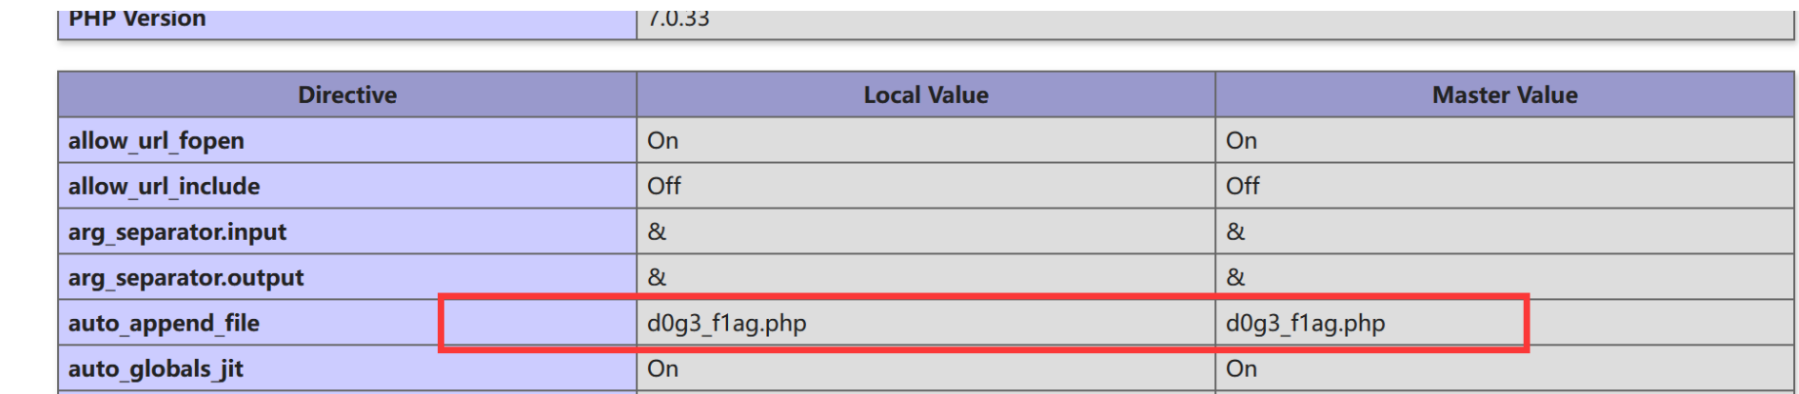 PHP Version 7.0.33
Directive Local Value Master Value
allow_url_fopen On On
allow_url_include Off Off
arg_separator.input & &
arg_separator.output & &
auto_append_file d0g3_f1ag.php d0g3_f1ag.php
auto_globals_jit On On